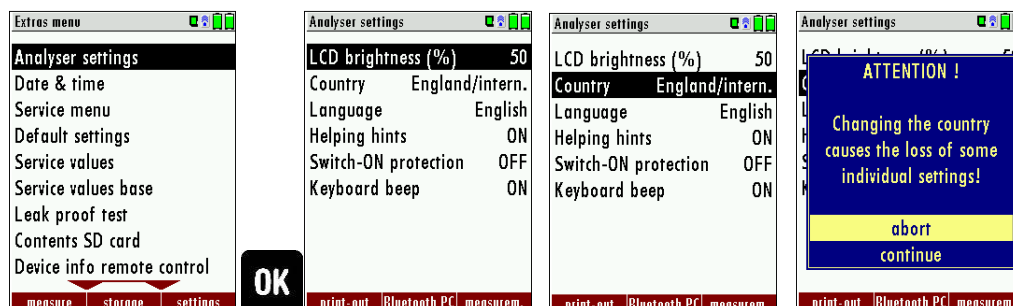 Extras menu
Analyser settings
Date & time
Service menu
Default settings
Service values
Service values base
Leak proof test
Contents SD card
Device info remote control
measure storage settings
OK
Analyser settings
LCD brightness (%) 50
Country England/intern.
Language English
Helping hints ON
Switch-ON protection OFF
Keyboard beep ON
print-out Bluetooth PC measurem.
Analyser settings
LCD brightness (%) 50
Country England/intern.
Language English
Helping hints ON
Switch-ON protection OFF
Keyboard beep ON
print-out Bluetooth PC measurem.
Analyser settings
ATTENTION !
Changing the country
causes the loss of some
individual settings!
abort
continue
print-out Bluetooth PC measurem.